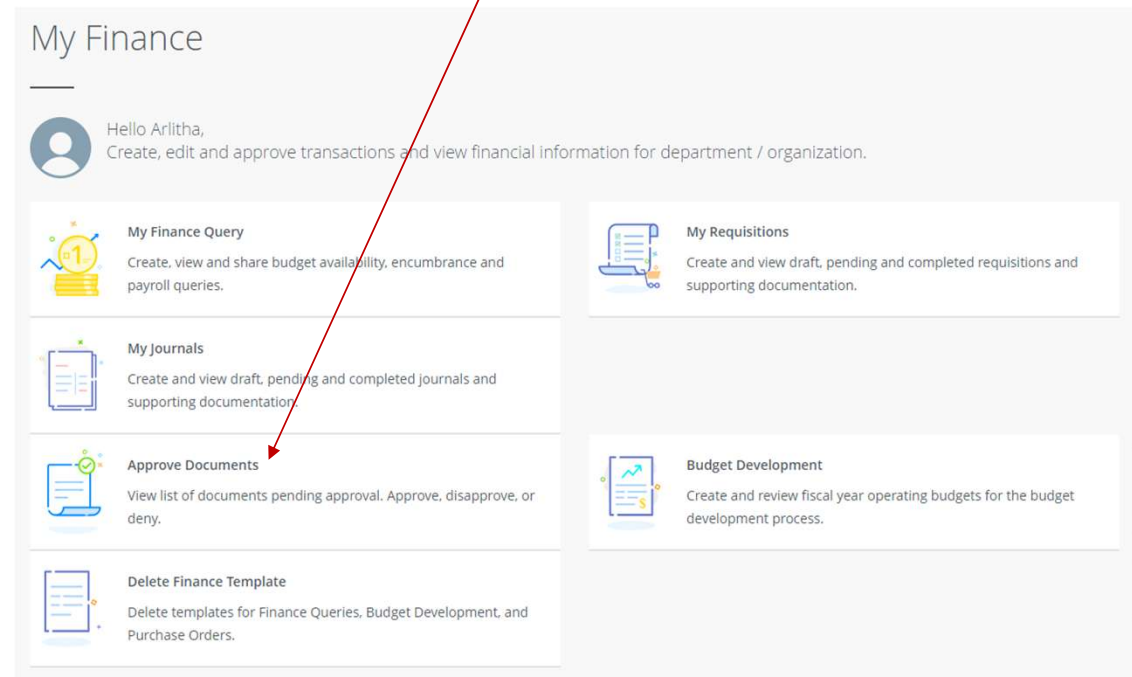 My Finance
Hello Arlitha,
Create, edit and approve transactions and view financial information for department / organization.
My Finance Query
Create, view and share budget availability, encumbrance and
payroll queries.
My Requisitions
Create and view draft, pending and completed requisitions and
supporting documentation.
My Journals
Create and view draft, pending and completed journals and
supporting documentation.
Approve Documents
View list of documents pending approval. Approve, disapprove, or
deny.
Budget Development
Create and review fiscal year operating budgets for the budget
development process.
Delete Finance Template
Delete templates for Finance Queries, Budget Development, and
Purchase Orders.